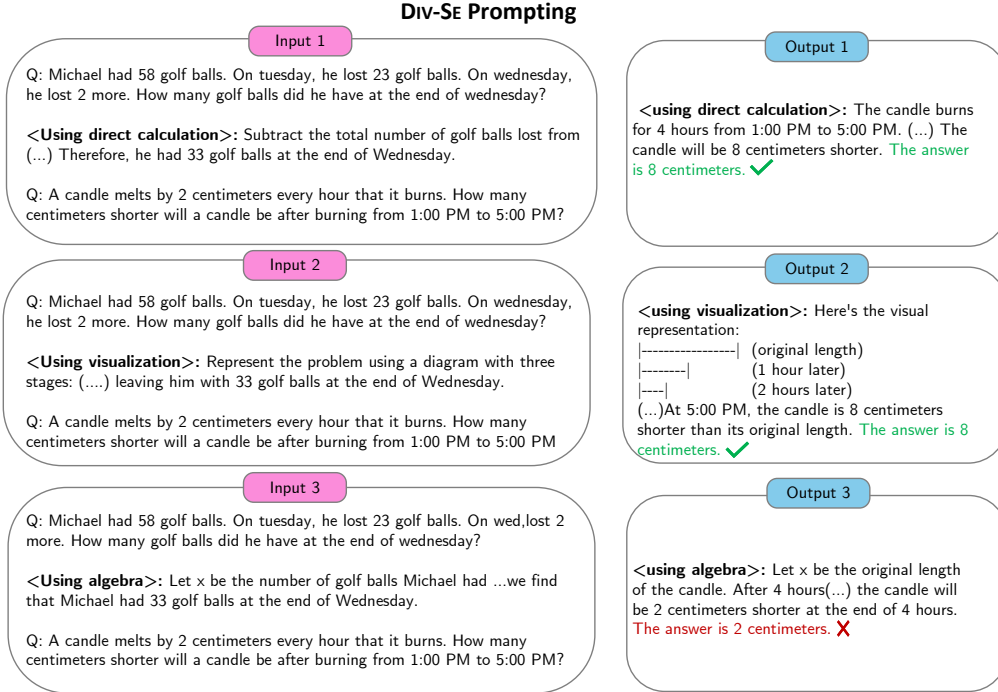 DIV-SE Prompting
Input 1
Q: Michael had 58 golf balls. On tuesday, he lost 23 golf balls. On wednesday,
he lost 2 more. How many golf balls did he have at the end of wednesday?
<Using direct calculation>: Subtract the total number of golf balls lost from
(...) Therefore, he had 33 golf balls at the end of Wednesday.
Q: A candle melts by 2 centimeters every hour that it burns. How many
centimeters shorter will a candle be after burning from 1:00 PM to 5:00 PM?
Output 1
<using direct calculation>: The candle burns
for 4 hours from 1:00 PM to 5:00 PM. (...) The
candle will be 8 centimeters shorter. The answer
is 8 centimeters.
Input 2
Q: Michael had 58 golf balls. On tuesday, he lost 23 golf balls. On wednesday,
he lost 2 more. How many golf balls did he have at the end of wednesday?
<Using visualization>: Represent the problem using a diagram with three
stages: (....) leaving him with 33 golf balls at the end of Wednesday.
Q: A candle melts by 2 centimeters every hour that it burns. How many
centimeters shorter will a candle be after burning from 1:00 PM to 5:00 PM
Output 2
<using visualization>: Here's the visual
representation:
|-----------------| (original length)
|--------| (1 hour later)
|----| (2 hours later)
(...)At 5:00 PM, the candle is 8 centimeters
shorter than its original length. The answer is 8
centimeters.
Input 3
Q: Michael had 58 golf balls. On tuesday, he lost 23 golf balls. On wed,lost 2
more. How many golf balls did he have at the end of wednesday?
<Using algebra>: Let x be the number of golf balls Michael had ...we find
that Michael had 33 golf balls at the end of Wednesday.
Q: A candle melts by 2 centimeters every hour that it burns. How many
centimeters shorter will a candle be after burning from 1:00 PM to 5:00 PM?
Output 3
<using algebra>: Let x be the original length
of the candle. After 4 hours(...) the candle will
be 2 centimeters shorter at the end of 4 hours.
The answer is 2 centimeters.